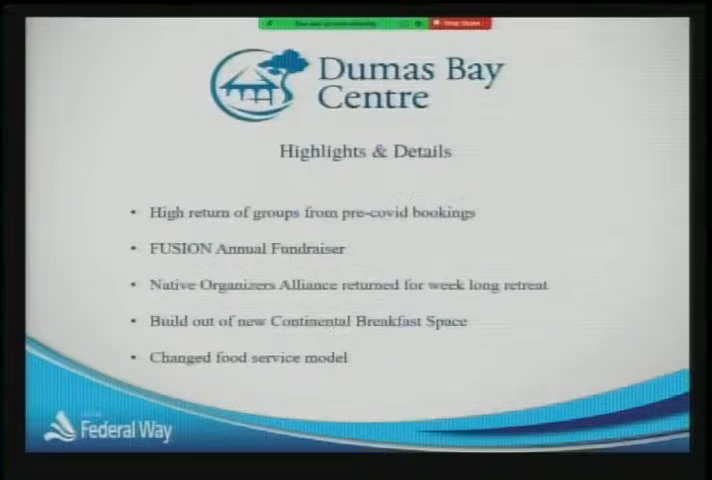 Dumas Bay
Centre
Highlights & Details
• High return of groups from pre-covid bookings
• FUSION Annual Fundraiser
• Native Organizers Alliance returned for week long retreat
• Build out of new Continental Breakfast Space
• Changed food service model
Federal Way